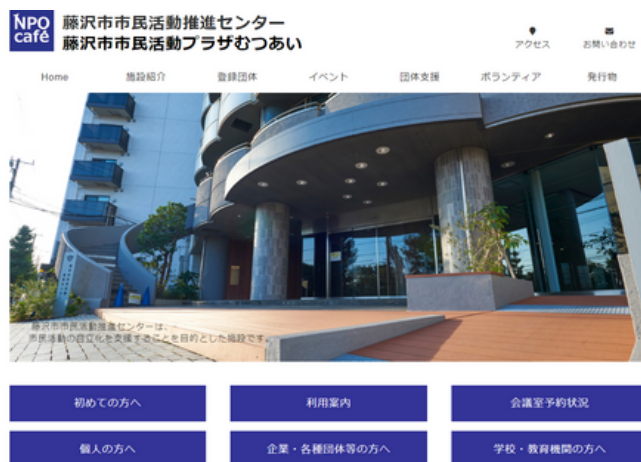 NPO
café
藤沢市市民活動推進センター
藤沢市市民活動プラザむつあい
アクセス
お問い合わせ
Home
施設紹介
登録団体
イベント
団体支援
ボランティア
発行物
藤沢市市民活動推進センターは、
市民活動の自立化を支援することを目的とした施設です。
初めての方へ
利用案内
会議室予約状況
個人の方へ
企業・各種団体等の方へ
学校・教育機関の方へ